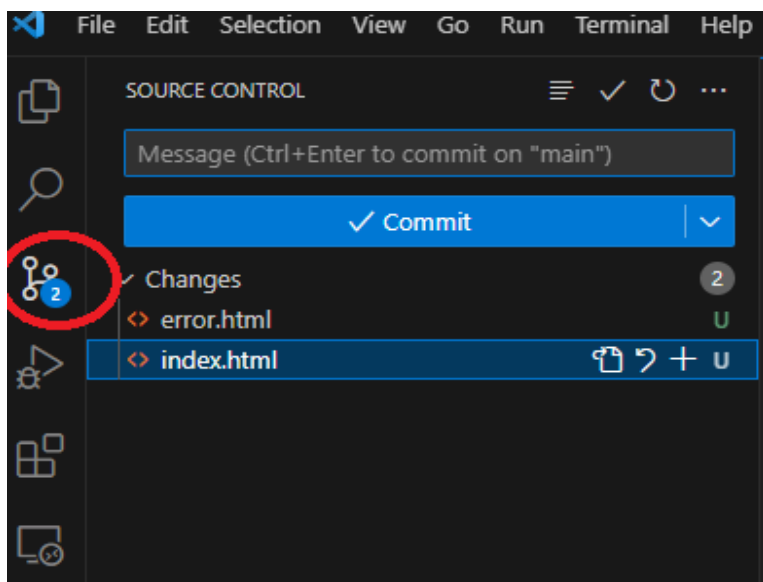 File Edit Selection View Go Run Terminal Help
SOURCE CONTROL
Message (Ctrl+Enter to commit on "main")
Commit
2
Changes 2
error.html U
index.html U